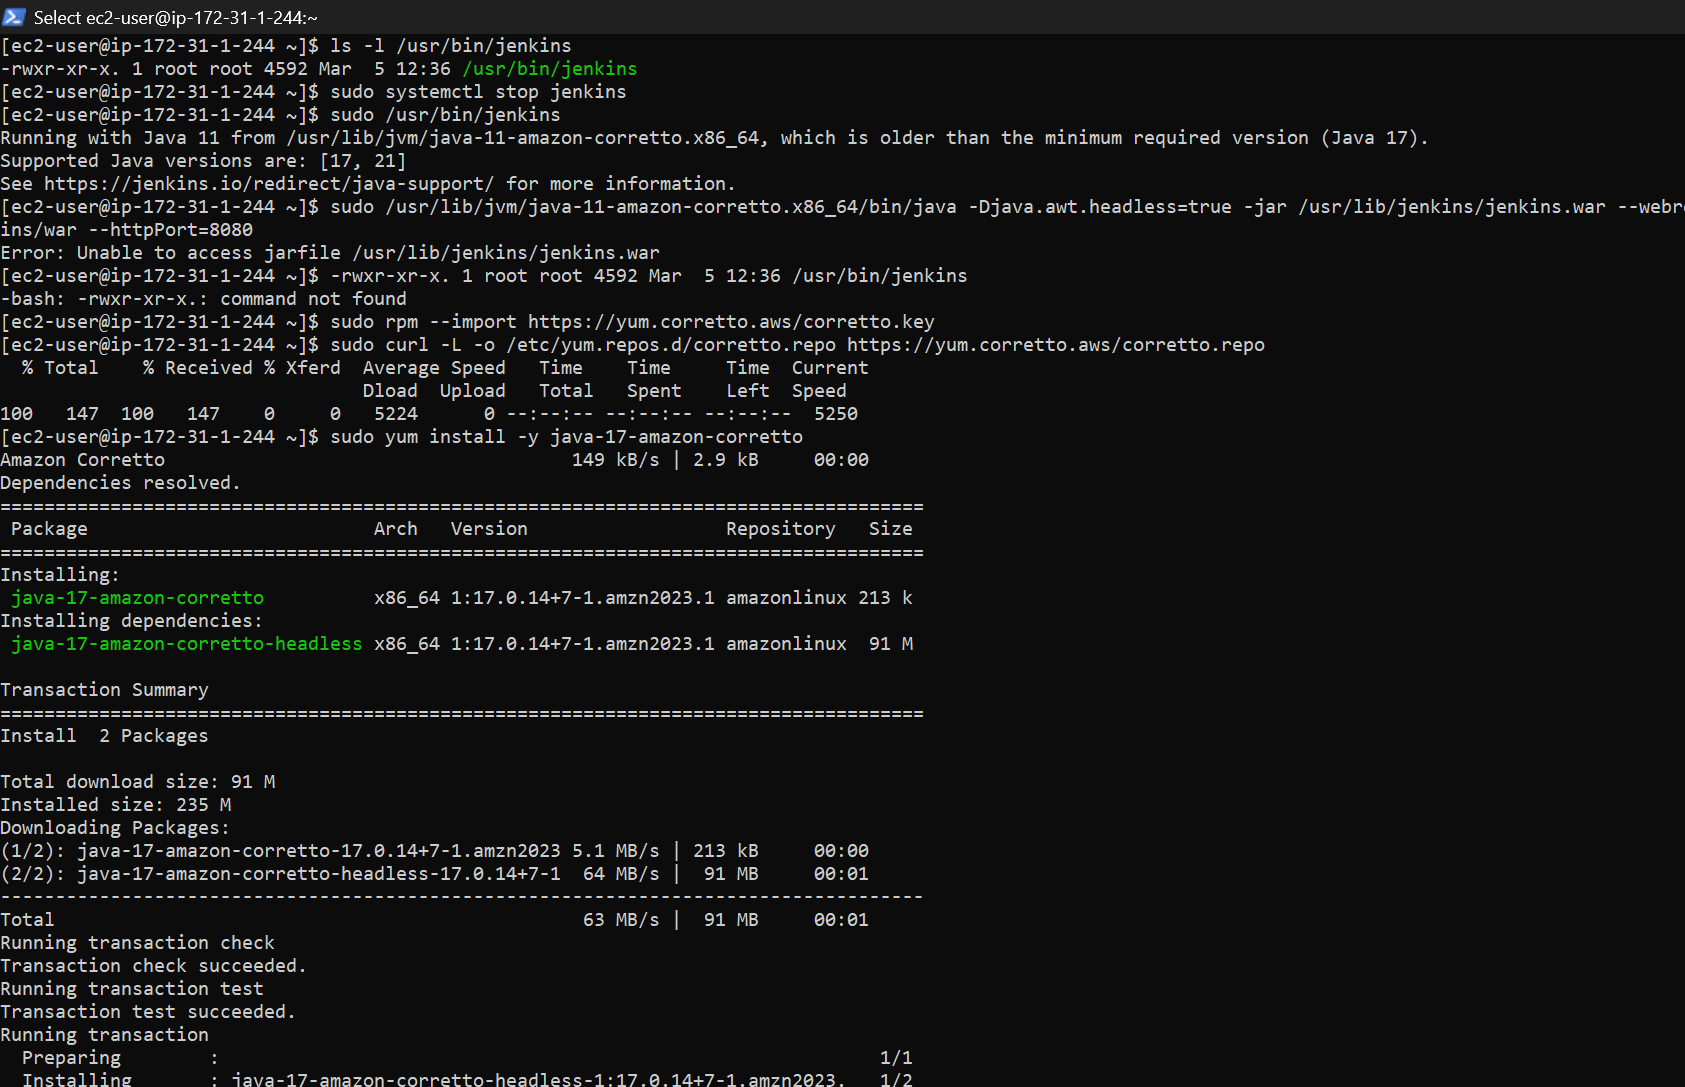 Select ec2-user@ip-172-31-1-244:~
[ec2-user@ip-172-31-1-244 ~]$ ls -l /usr/bin/jenkins
-rwxr-xr-x. 1 root root 4592 Mar  5 12:36 /usr/bin/jenkins
[ec2-user@ip-172-31-1-244 ~]$ sudo systemctl stop jenkins
[ec2-user@ip-172-31-1-244 ~]$ sudo /usr/bin/jenkins
Running with Java 11 from /usr/lib/jvm/java-11-amazon-corretto.x86_64, which is older than the minimum required version (Java 17).
Supported Java versions are: [17, 21]
See https://jenkins.io/redirect/java-support/ for more information.
[ec2-user@ip-172-31-1-244 ~]$ sudo /usr/lib/jvm/java-11-amazon-corretto.x86_64/bin/java -Djava.awt.headless=true -jar /usr/lib/jenkins/jenkins.war --webr
ins/war --httpPort=8080
Error: Unable to access jarfile /usr/lib/jenkins/jenkins.war
[ec2-user@ip-172-31-1-244 ~]$ -rwxr-xr-x. 1 root root 4592 Mar  5 12:36 /usr/bin/jenkins
-bash: -rwxr-xr-x.: command not found
[ec2-user@ip-172-31-1-244 ~]$ sudo rpm --import https://yum.corretto.aws/corretto.key
[ec2-user@ip-172-31-1-244 ~]$ sudo curl -L -o /etc/yum.repos.d/corretto.repo https://yum.corretto.aws/corretto.repo
  % Total    % Received % Xferd  Average Speed   Time    Time     Time  Current
                                 Dload  Upload   Total   Spent    Left  Speed
100   147  100   147    0     0   5224      0 --:--:-- --:--:-- --:--:--  5250
[ec2-user@ip-172-31-1-244 ~]$ sudo yum install -y java-17-amazon-corretto
Amazon Corretto                                     149 kB/s | 2.9 kB     00:00
Dependencies resolved.
====================================================================================
 Package                          Arch   Version                  Repository   Size
====================================================================================
Installing:
 java-17-amazon-corretto          x86_64 1:17.0.14+7-1.amzn2023.1 amazonlinux 213 k
Installing dependencies:
 java-17-amazon-corretto-headless x86_64 1:17.0.14+7-1.amzn2023.1 amazonlinux  91 M
Transaction Summary
====================================================================================
Install  2 Packages
Total download size: 91 M
Installed size: 235 M
Downloading Packages:
(1/2): java-17-amazon-corretto-17.0.14+7-1.amzn2023 5.1 MB/s | 213 kB     00:00
(2/2): java-17-amazon-corretto-headless-17.0.14+7-1  64 MB/s |  91 MB     00:01
------------------------------------------------------------------------------------
Total                                                63 MB/s |  91 MB     00:01
Running transaction check
Transaction check succeeded.
Running transaction test
Transaction test succeeded.
Running transaction
  Preparing        :                                                            1/1
  Installing       : java-17-amazon-corretto-headless-1:17.0.14+7-1.amzn2023.   1/2